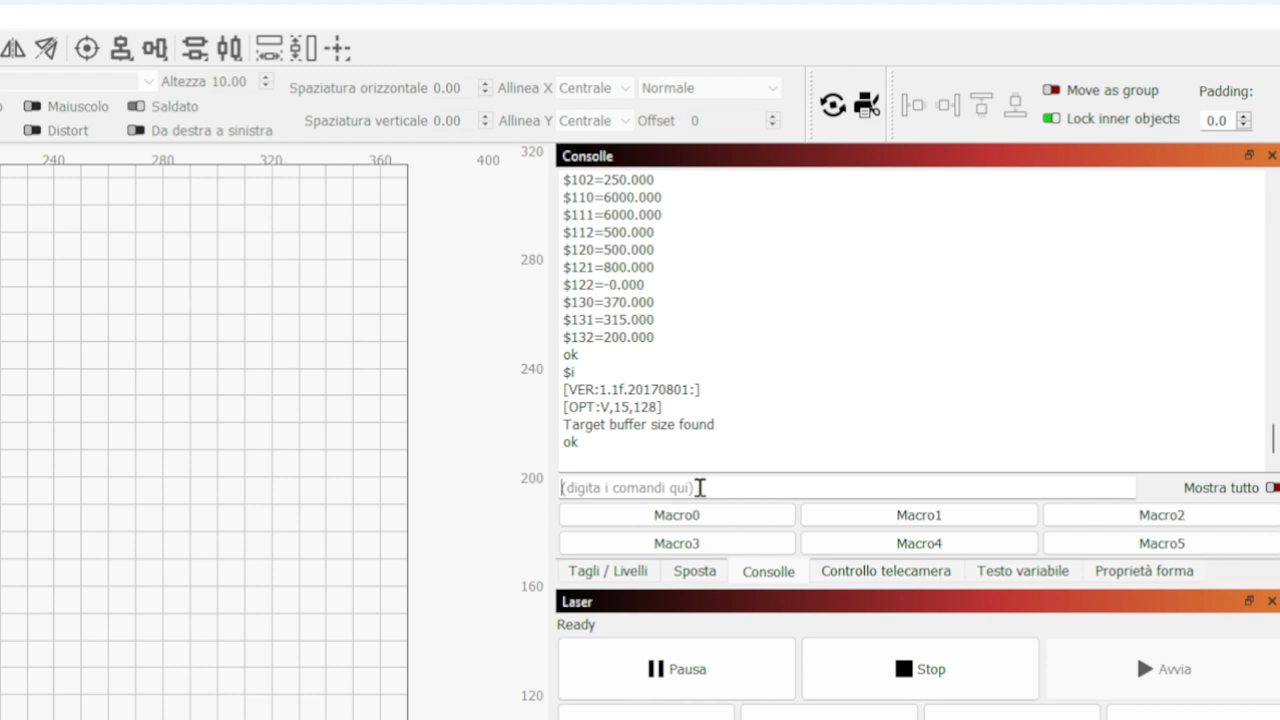 Altezza 10.00
Spaziatura orizzontale 0.00
Allinea X Centrale
Normale
Maiuscolo
Saldato
Distort
Da destra a sinistra
Spaziatura verticale 0.00
Allinea Y Centrale
Offset 0
Move as group
Lock inner objects
Padding:
0.0
240 280 320 360 400
320
280
240
200
160
120
Consolle
$102=250.000
$110=6000.000
$111=6000.000
$112=500.000
$120=500.000
$121=800.000
$122=-0.000
$130=370.000
$131=315.000
$132=200.000
ok
$i
[VER:1.1f.20170801:]
[OPT:V,15,128]
Target buffer size found
ok
(digita i comandi qui)
Mostra tutto
Macro0 Macro1 Macro2
Macro3 Macro4 Macro5
Tagli / Livelli Sposta Consolle Controllo telecamera Testo variabile Proprietà forma
Laser
Ready
Pausa Stop Avvia